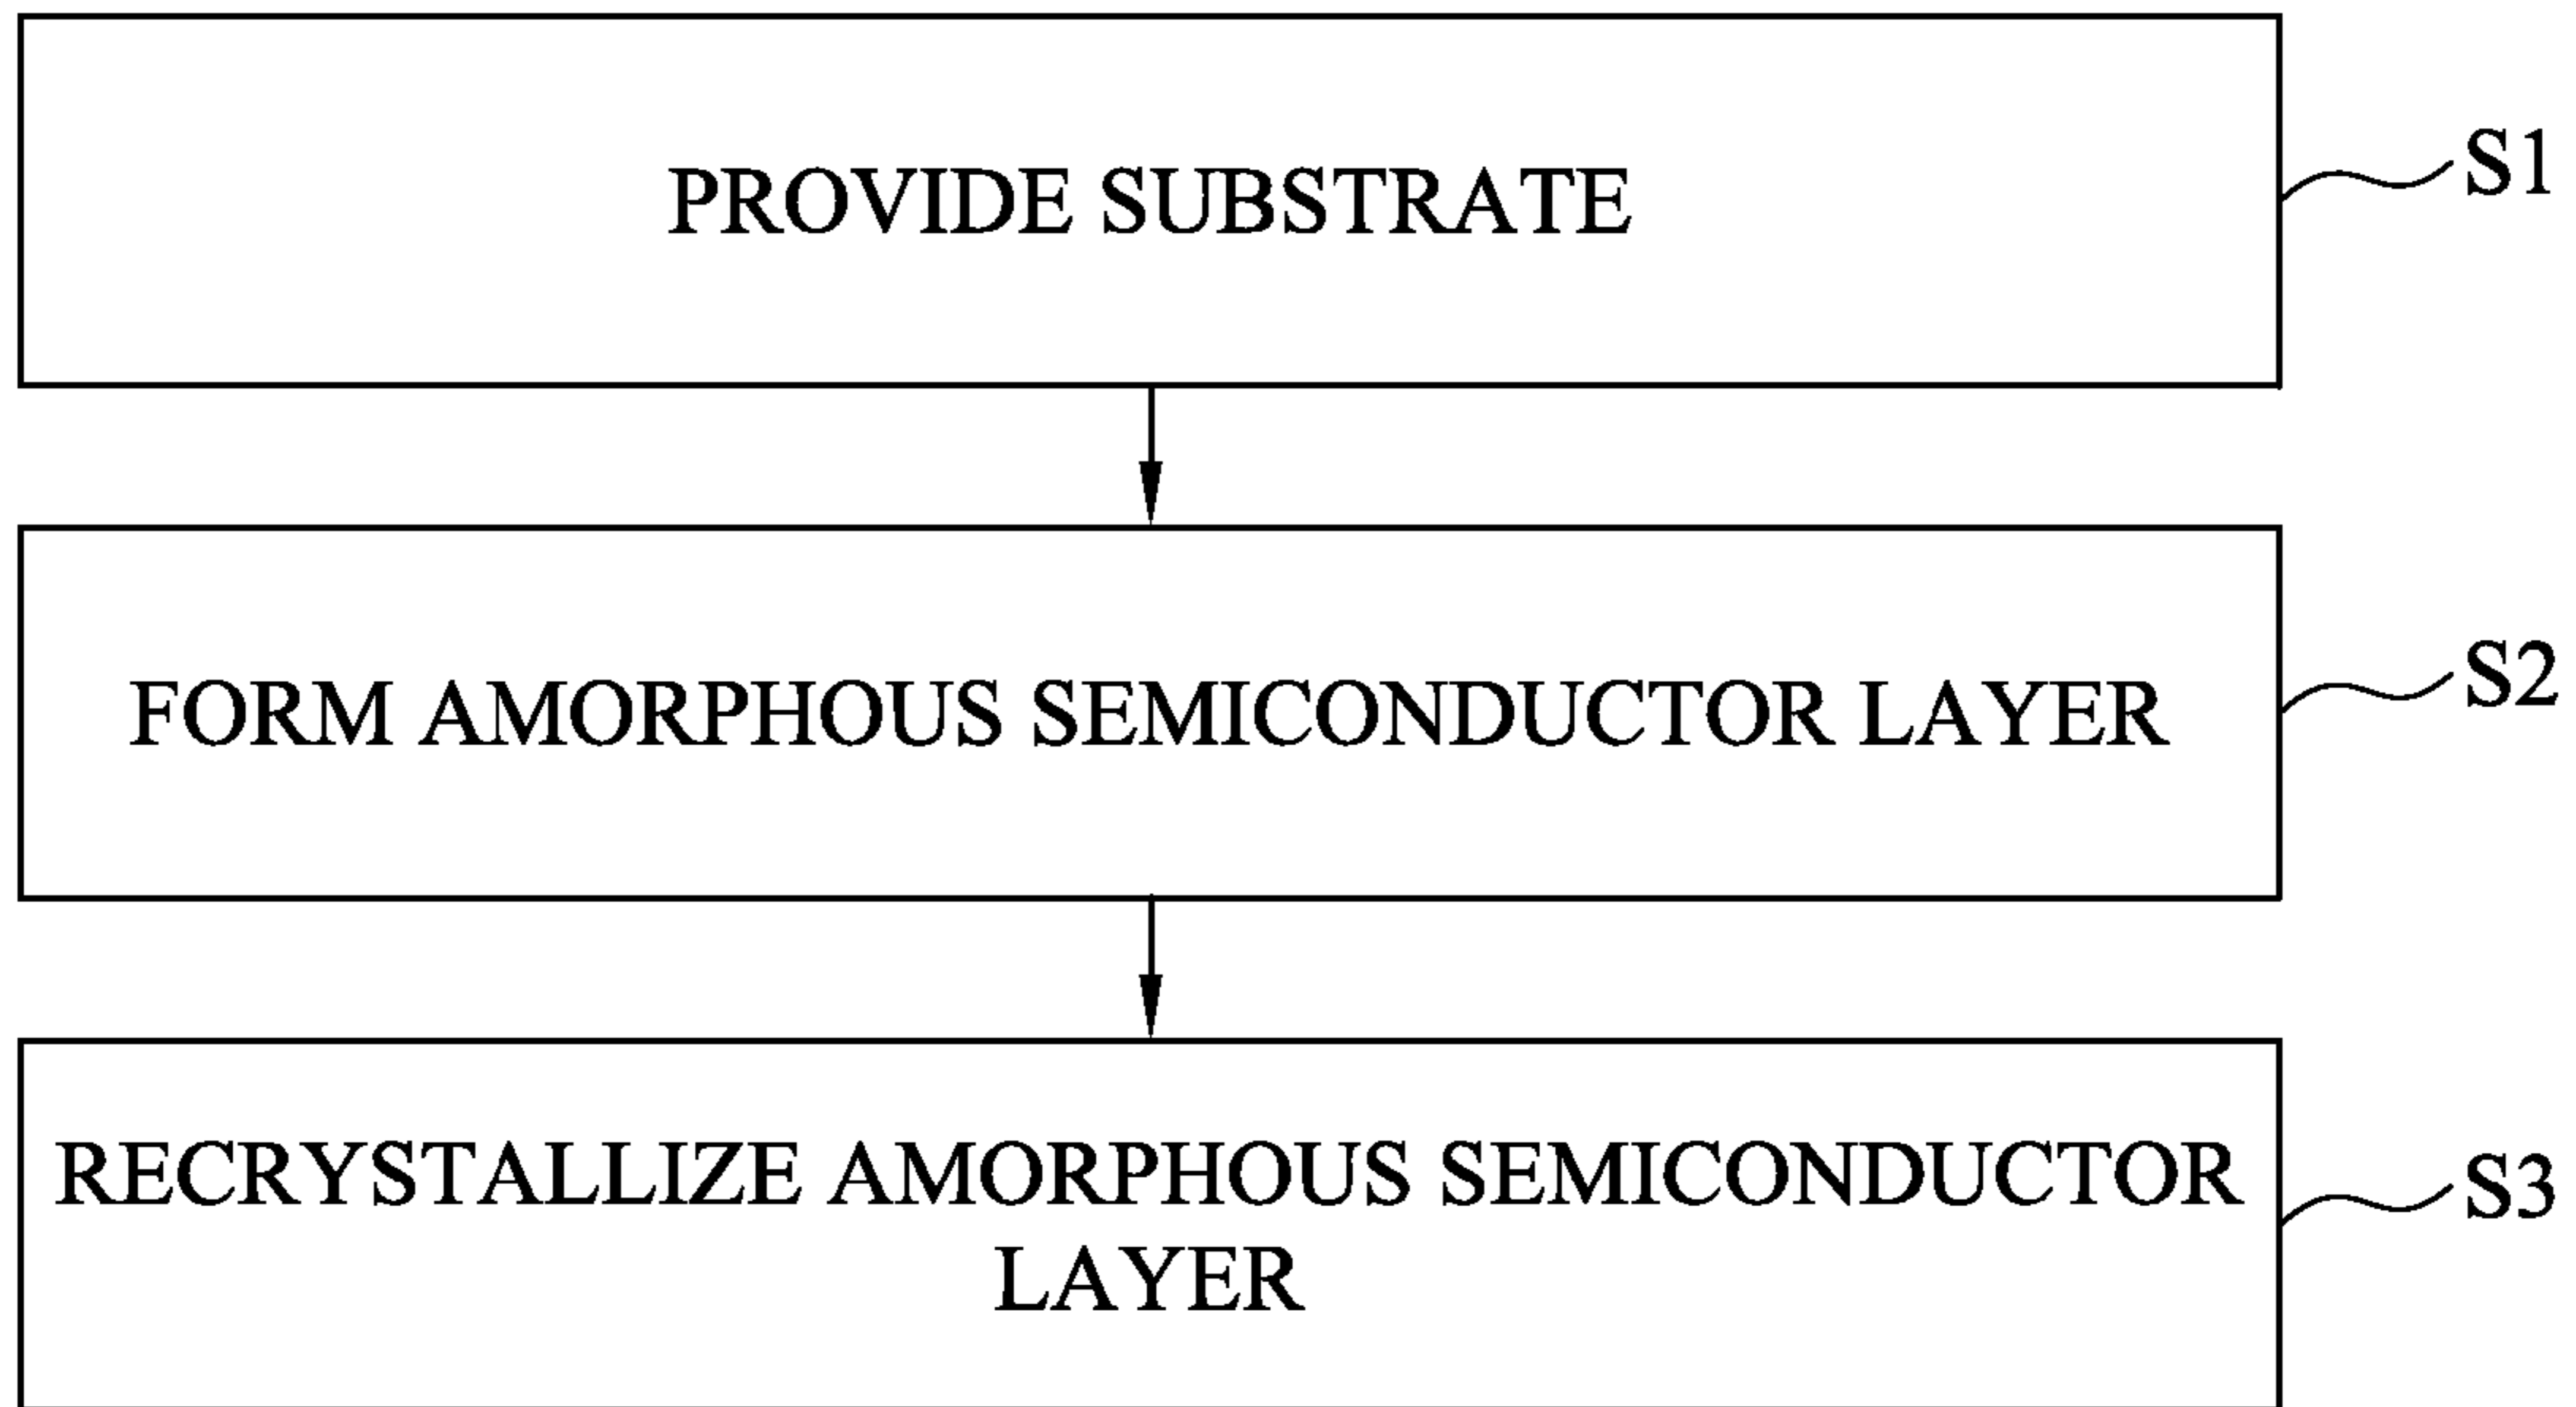 PROVIDE SUBSTRATE
S1
FORM AMORPHOUS SEMICONDUCTOR LAYER
S2
RECRYSTALLIZE AMORPHOUS SEMICONDUCTOR
LAYER
S3